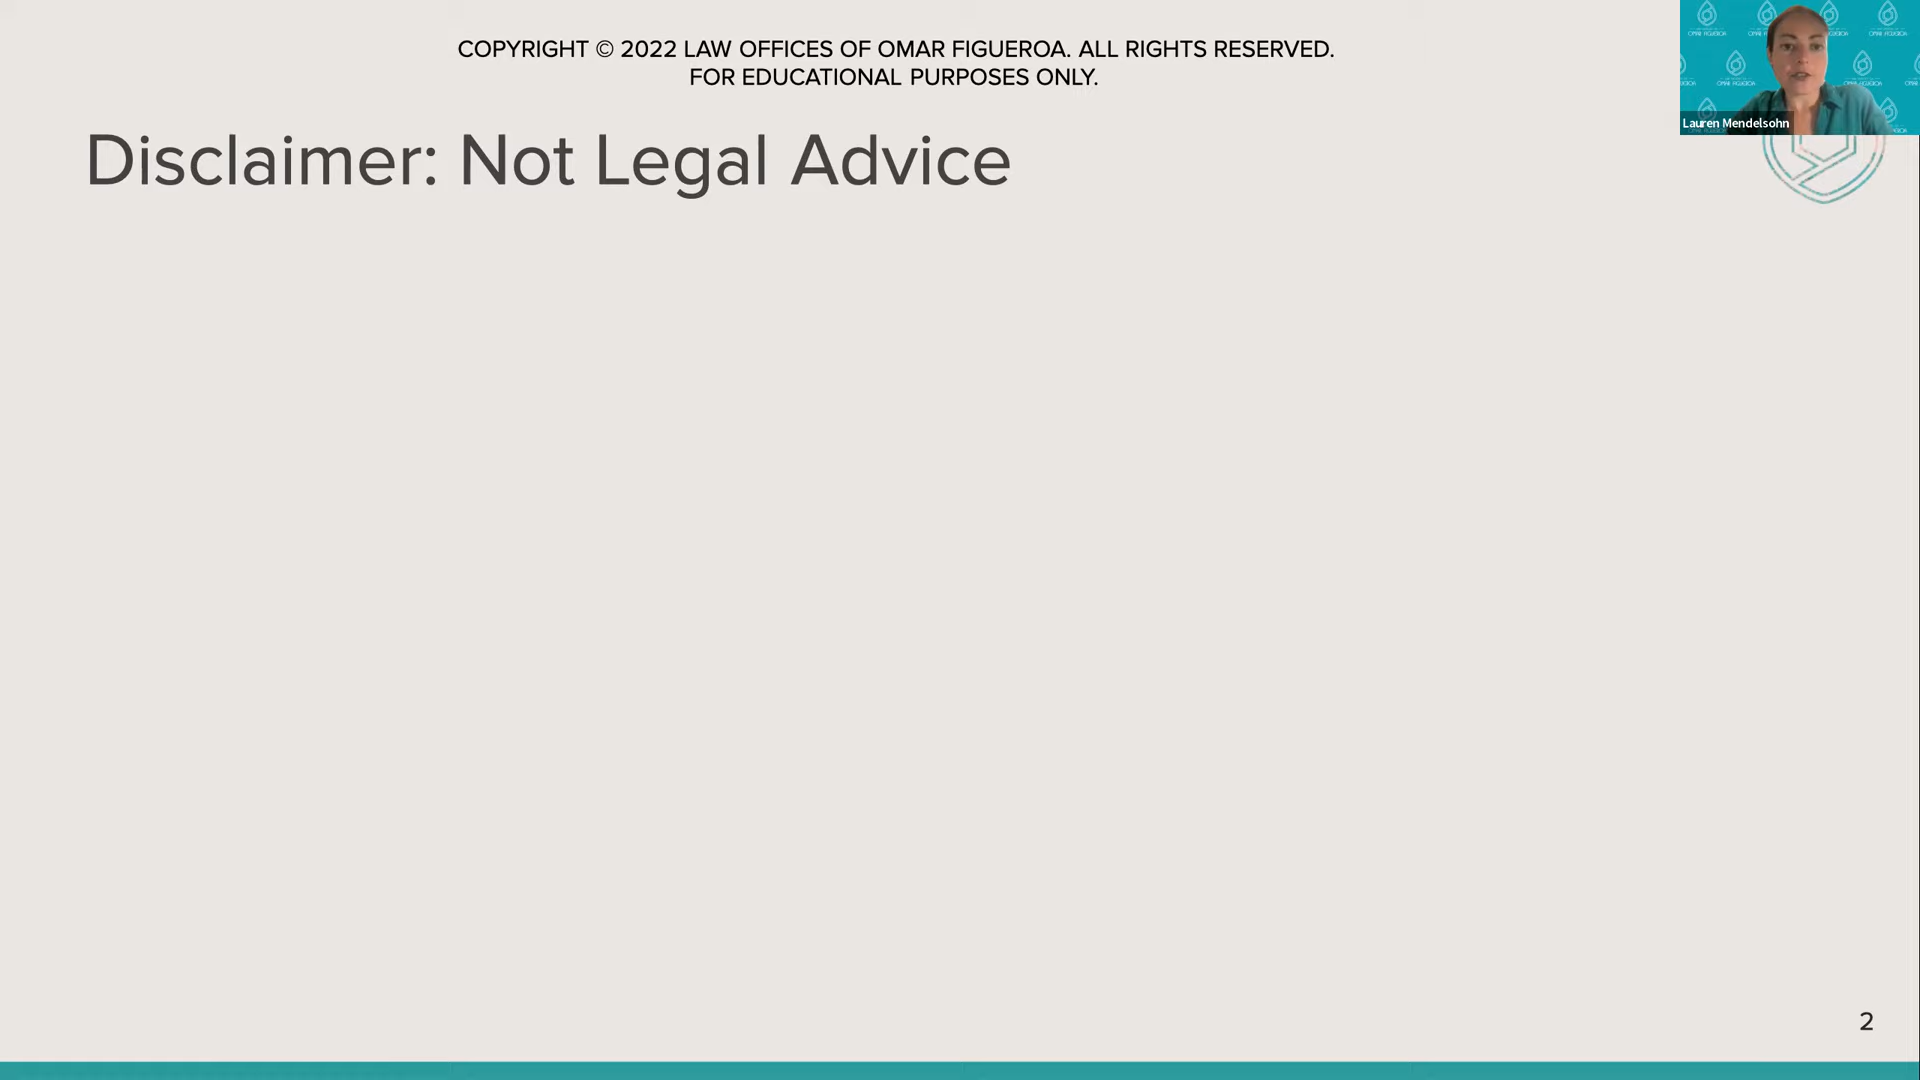 COPYRIGHT © 2022 LAW OFFICES OF OMAR FIGUEROA. ALL RIGHTS RESERVED.
FOR EDUCATIONAL PURPOSES ONLY.
Disclaimer: Not Legal Advice
Lauren Mendelsohn
2